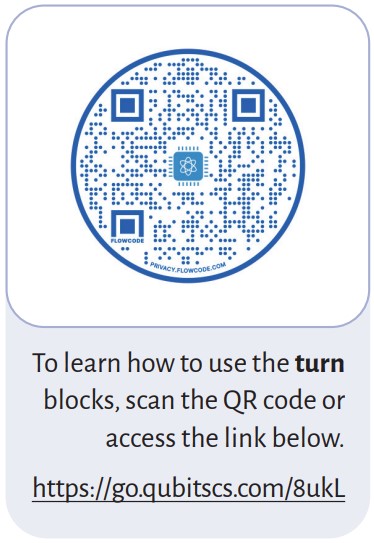 FLOWCODE
PRIVACY.FLOWCODE.COM
To learn how to use the turn
blocks, scan the QR code or
access the link below.
https://go.qubitscs.com/8ukL